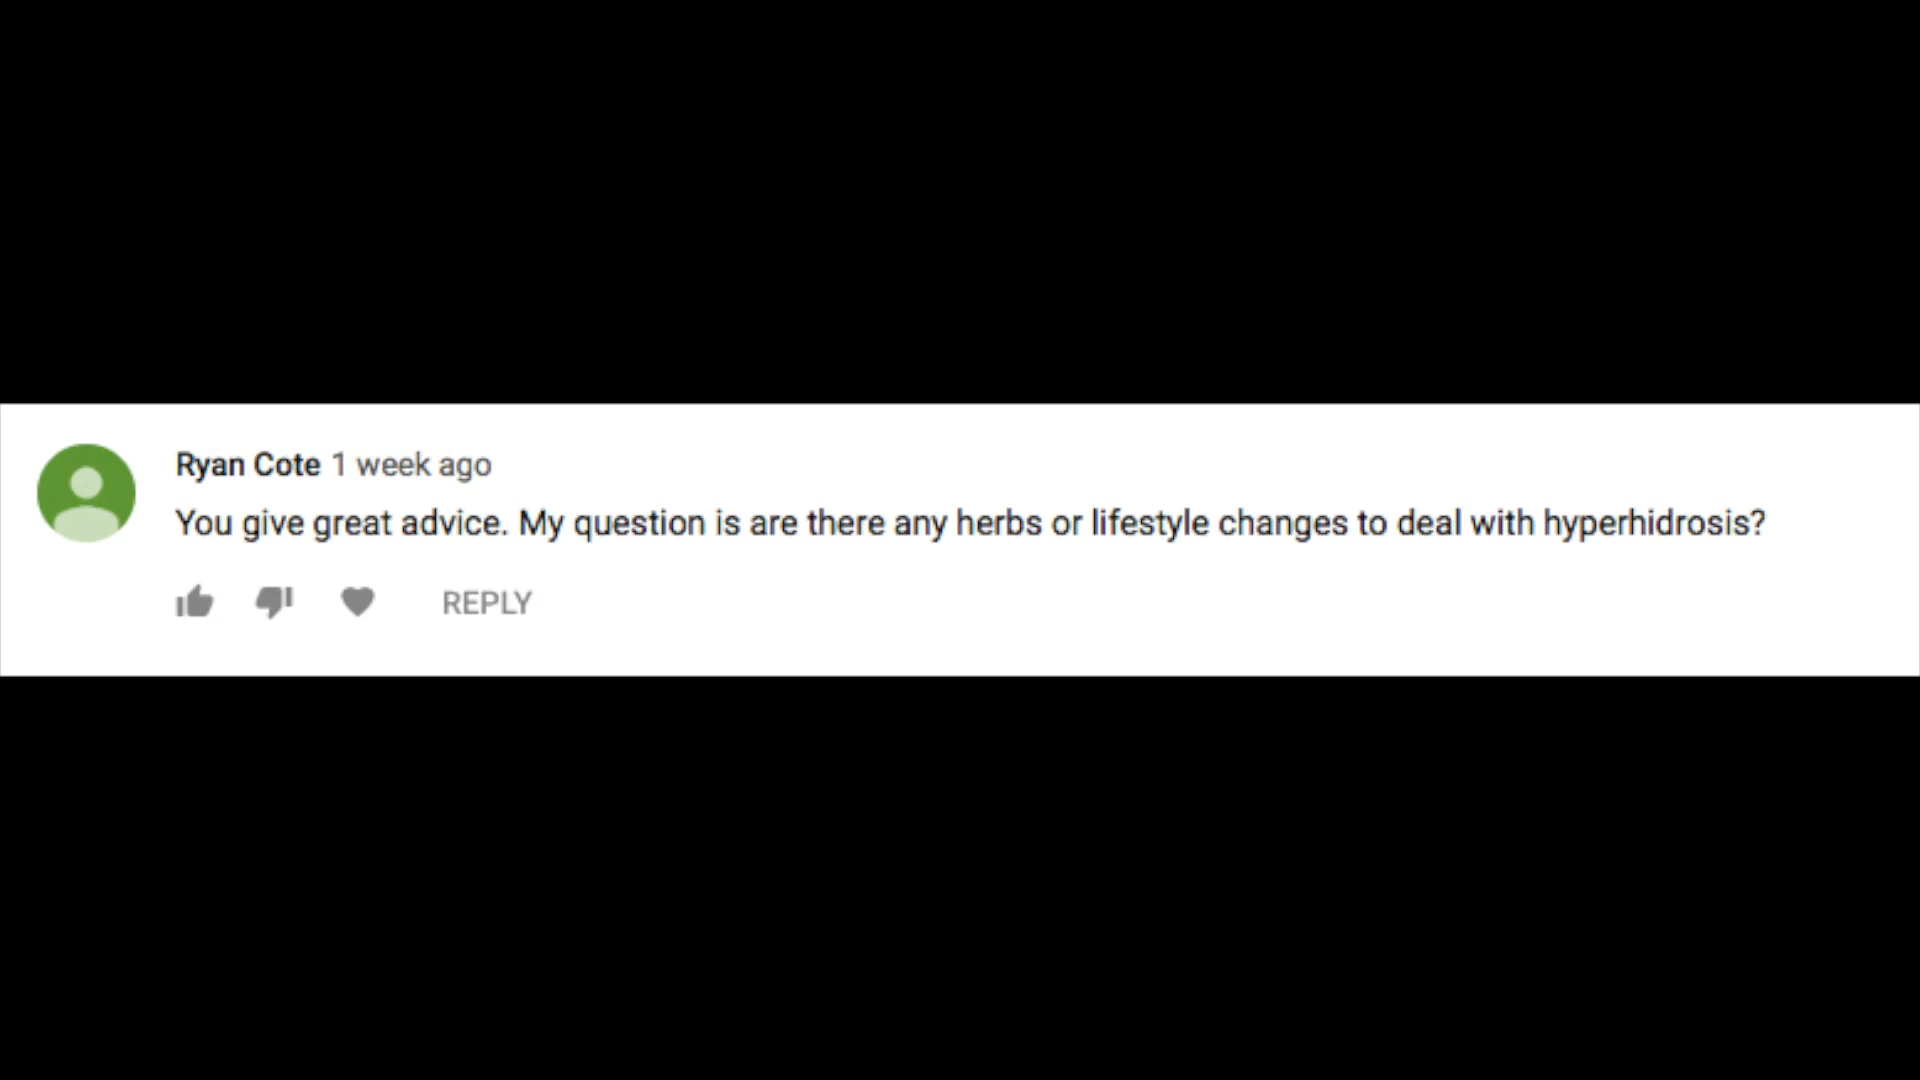 Ryan Cote 1 week ago
You give great advice. My question is are there any herbs or lifestyle changes to deal with hyperhidrosis?
REPLY